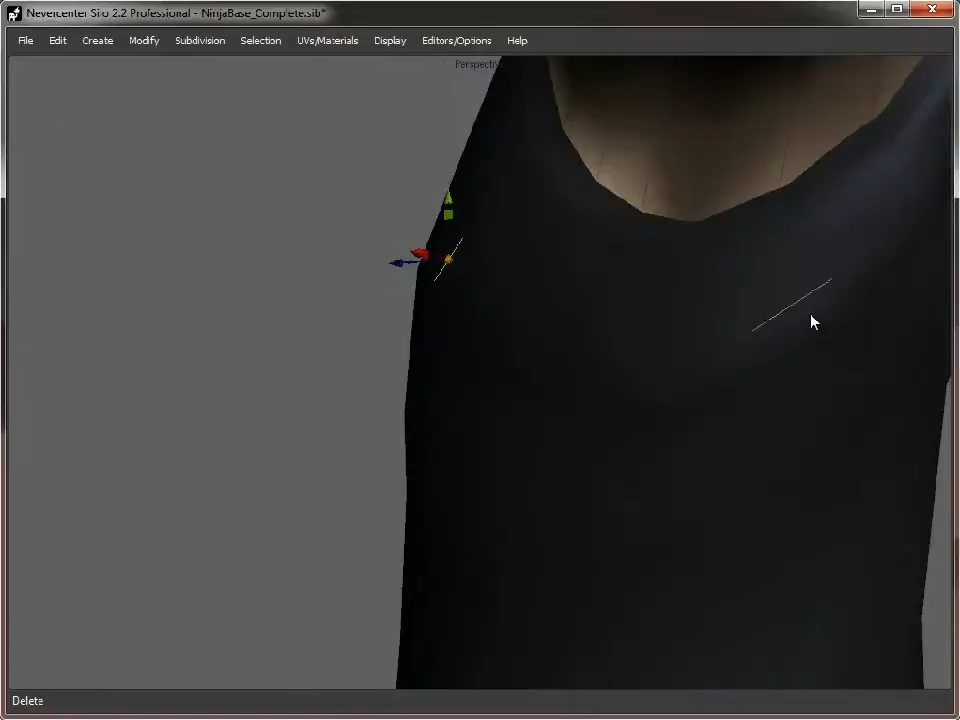 Nevercenter Silo 2.2 Professional - NinjaBase_Complete.sib*
File Edit Create Modify Subdivision Selection UVs/Materials Display Editors/Options Help
Delete